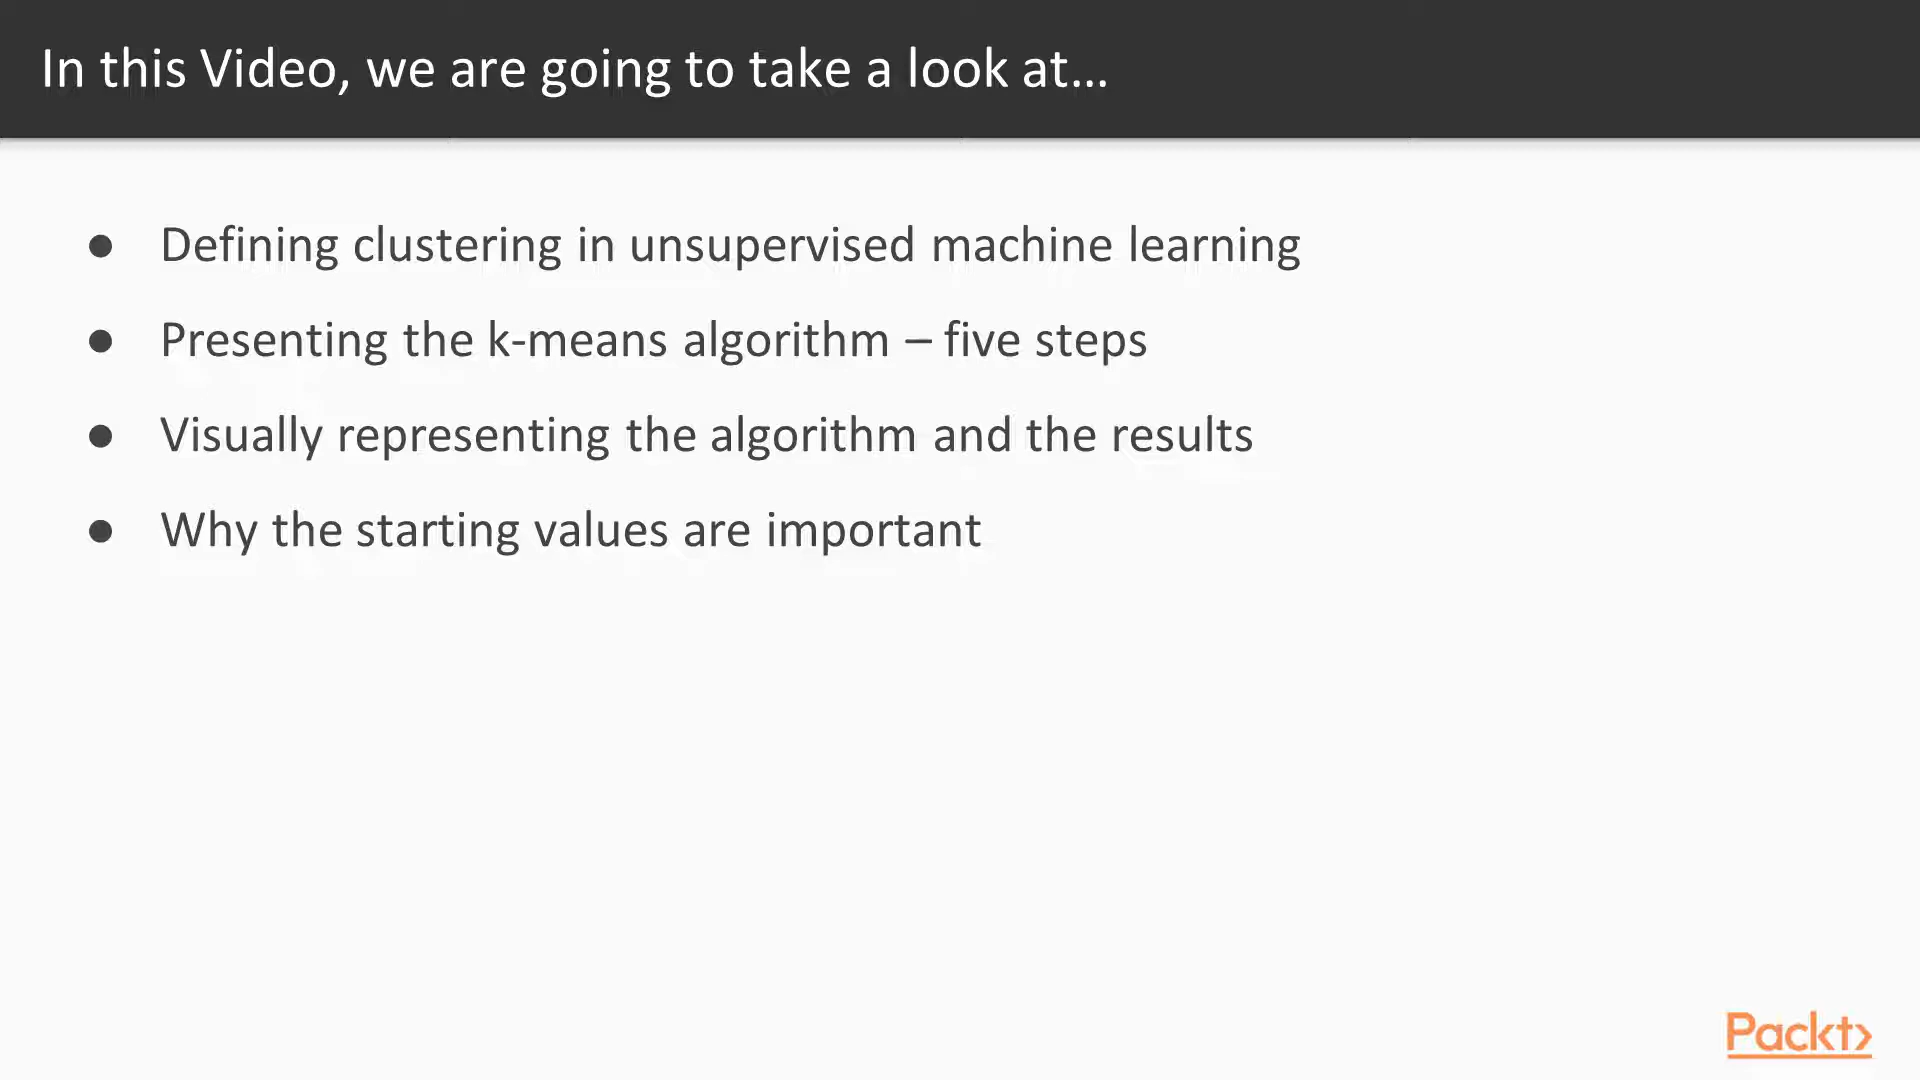 In this Video, we are going to take a look at…
● Defining clustering in unsupervised machine learning
● Presenting the k-means algorithm – five steps
● Visually representing the algorithm and the results
● Why the starting values are important
Packt>